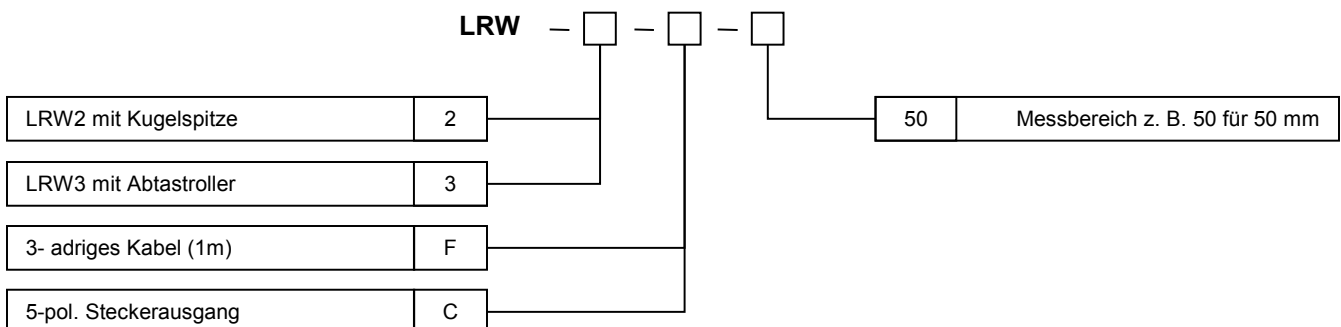 LRW – – –
LRW2 mit Kugelspitze 2
50 Messbereich z. B. 50 für 50 mm
LRW3 mit Abtastroller 3
3- adriges Kabel (1m) F
5-pol. Steckerausgang C